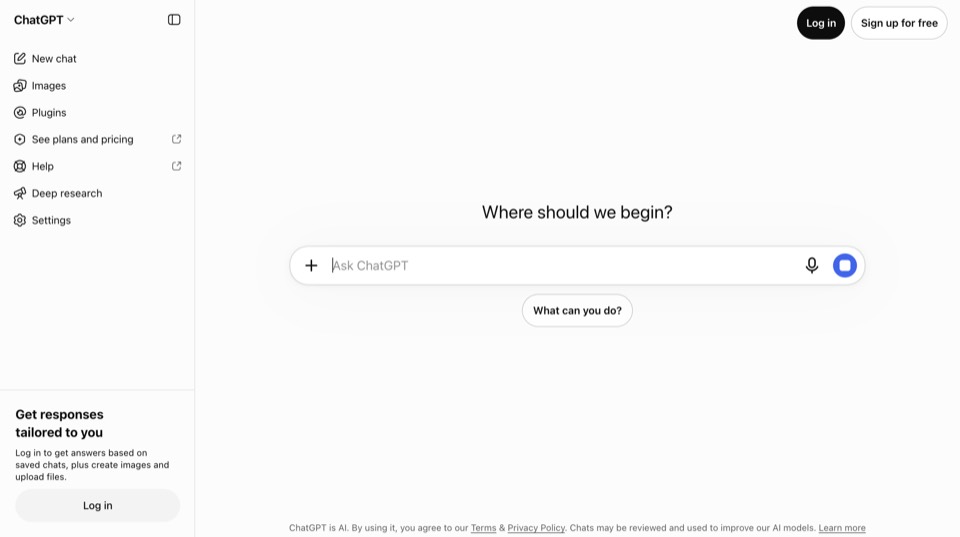 ChatGPT
Log in
Sign up for free
New chat
Images
Plugins
See plans and pricing
Help
Deep research
Settings
Where should we begin?
Ask ChatGPT
What can you do?
Get responses
tailored to you
Log in to get answers based on
saved chats, plus create images and
upload files.
Log in
ChatGPT is AI. By using it, you agree to our Terms & Privacy Policy. Chats may be reviewed and used to improve our AI models. Learn more